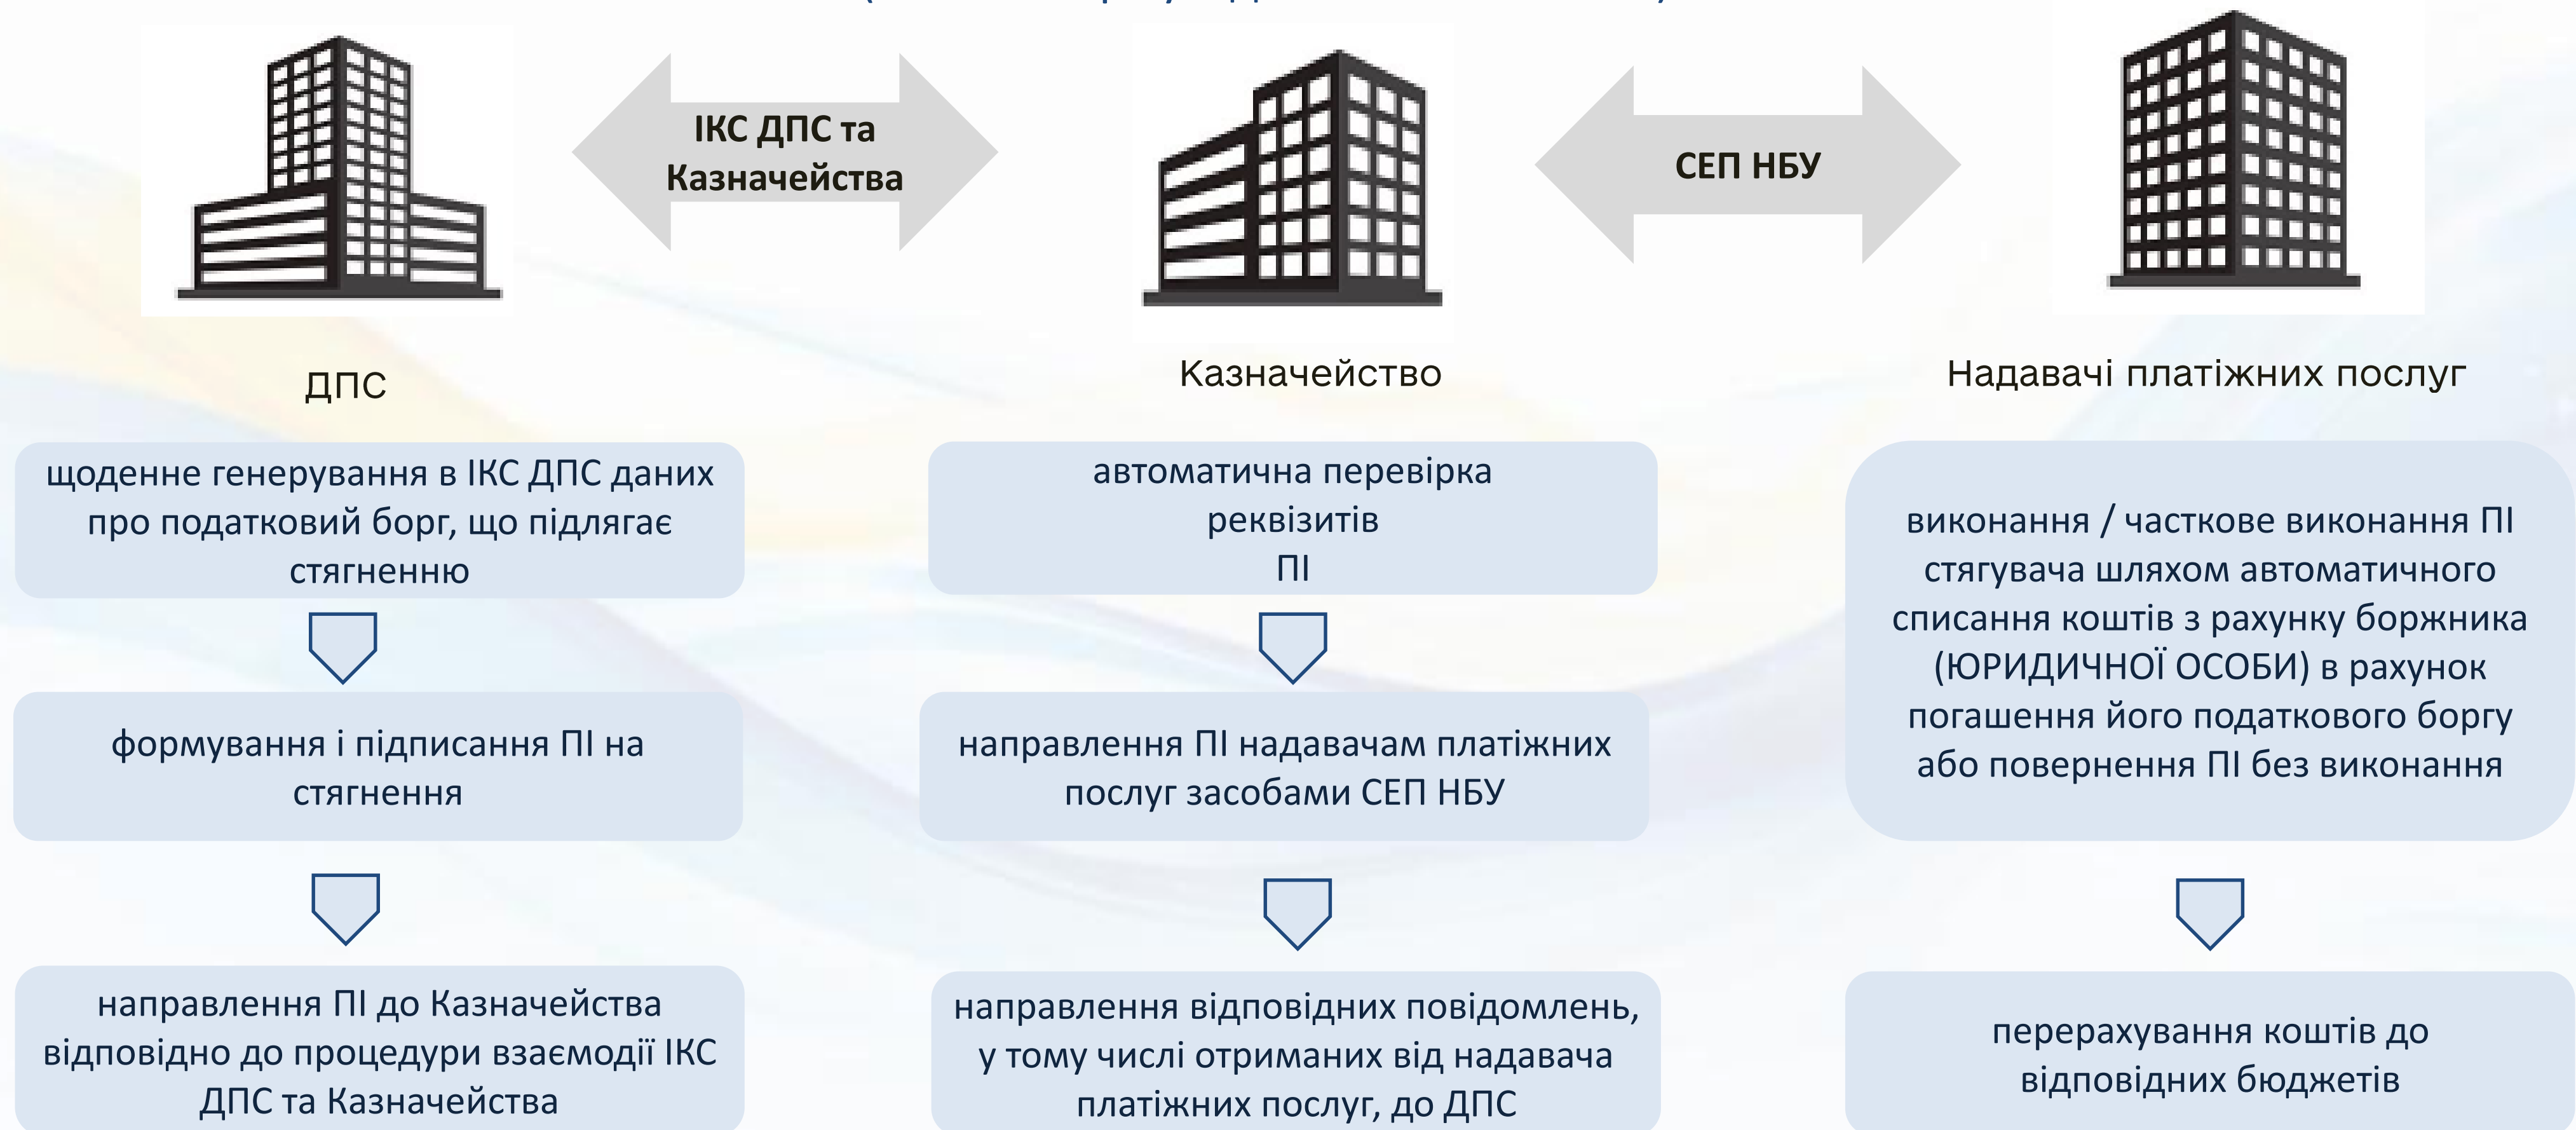 ІКС ДПС та
Казначейства
СЕП НБУ
ДПС
Казначейство
Надавачі платіжних послуг
щоденне генерування в ІКС ДПС даних
про податковий борг, що підлягає
стягненню
формування і підписання ПІ на
стягнення
направлення ПІ до Казначейства
відповідно до процедури взаємодії ІКС
ДПС та Казначейства
автоматична перевірка
реквізитів
ПІ
направлення ПІ надавачам платіжних
послуг засобами СЕП НБУ
направлення відповідних повідомлень,
у тому числі отриманих від надавача
платіжних послуг, до ДПС
виконання / часткове виконання ПІ
стягувача шляхом автоматичного
списання коштів з рахунку боржника
(ЮРИДИЧНОЇ ОСОБИ) в рахунок
погашення його податкового боргу
або повернення ПІ без виконання
перерахування коштів до
відповідних бюджетів